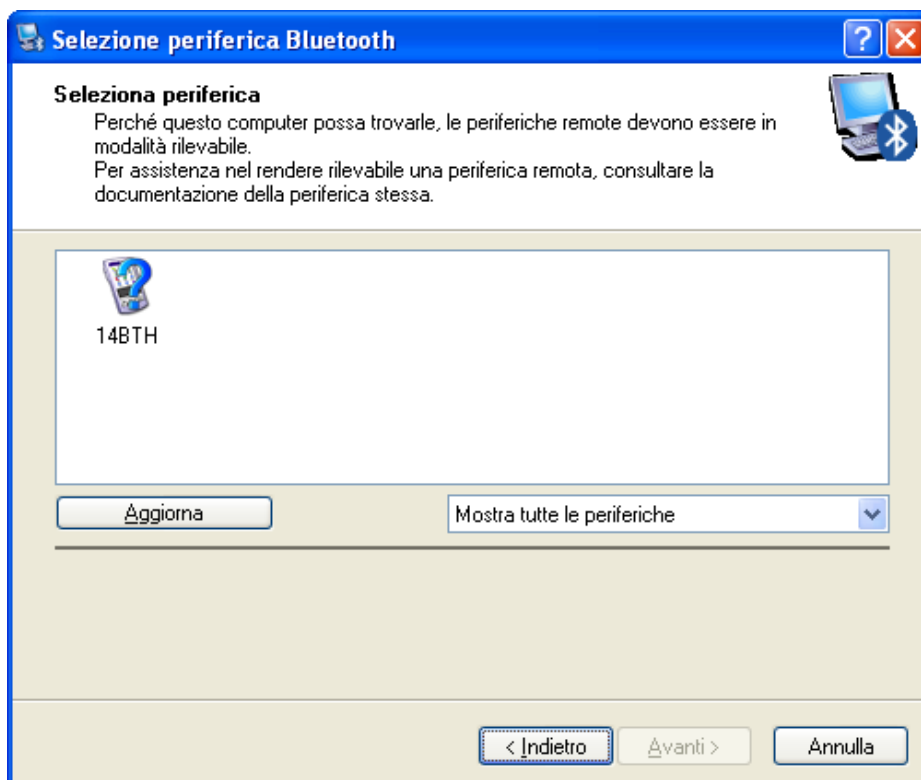 Selezione periferica Bluetooth
?
Seleziona periferica
Perché questo computer possa trovarle, le periferiche remote devono essere in
modalità rilevabile.
Per assistenza nel rendere rilevabile una periferica remota, consultare la
documentazione della periferica stessa.
14BTH
Aggiorna
Mostra tutte le periferiche
< Indietro
Avanti >
Annulla